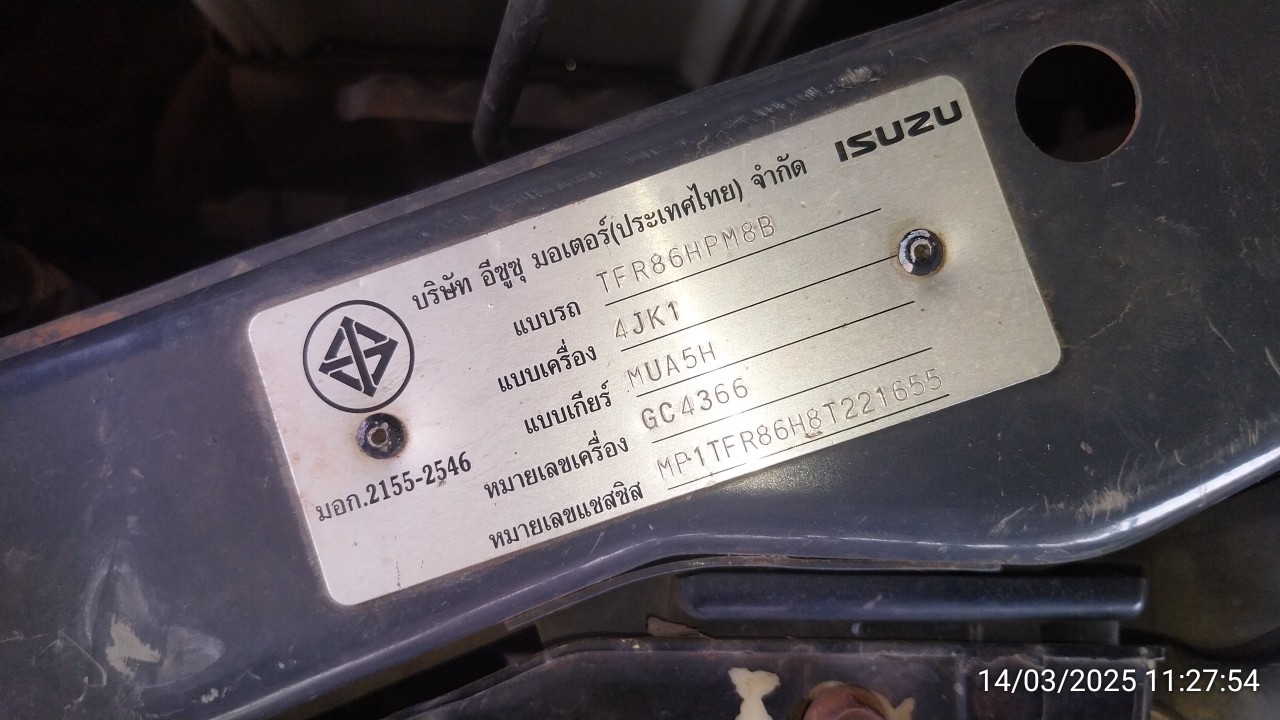 ISUZU
บริษัท อีซูซุ มอเตอร์(ประเทศไทย) จำกัด
แบบรถ TFR86HPM8B
แบบเครื่อง 4JK1
แบบเกียร์ MUA5H
หมายเลขเครื่อง GC4366
หมายเลขแชสซิส MP1TFR86H8T221655
มอก.2155-2546
14/03/2025 11:27:54